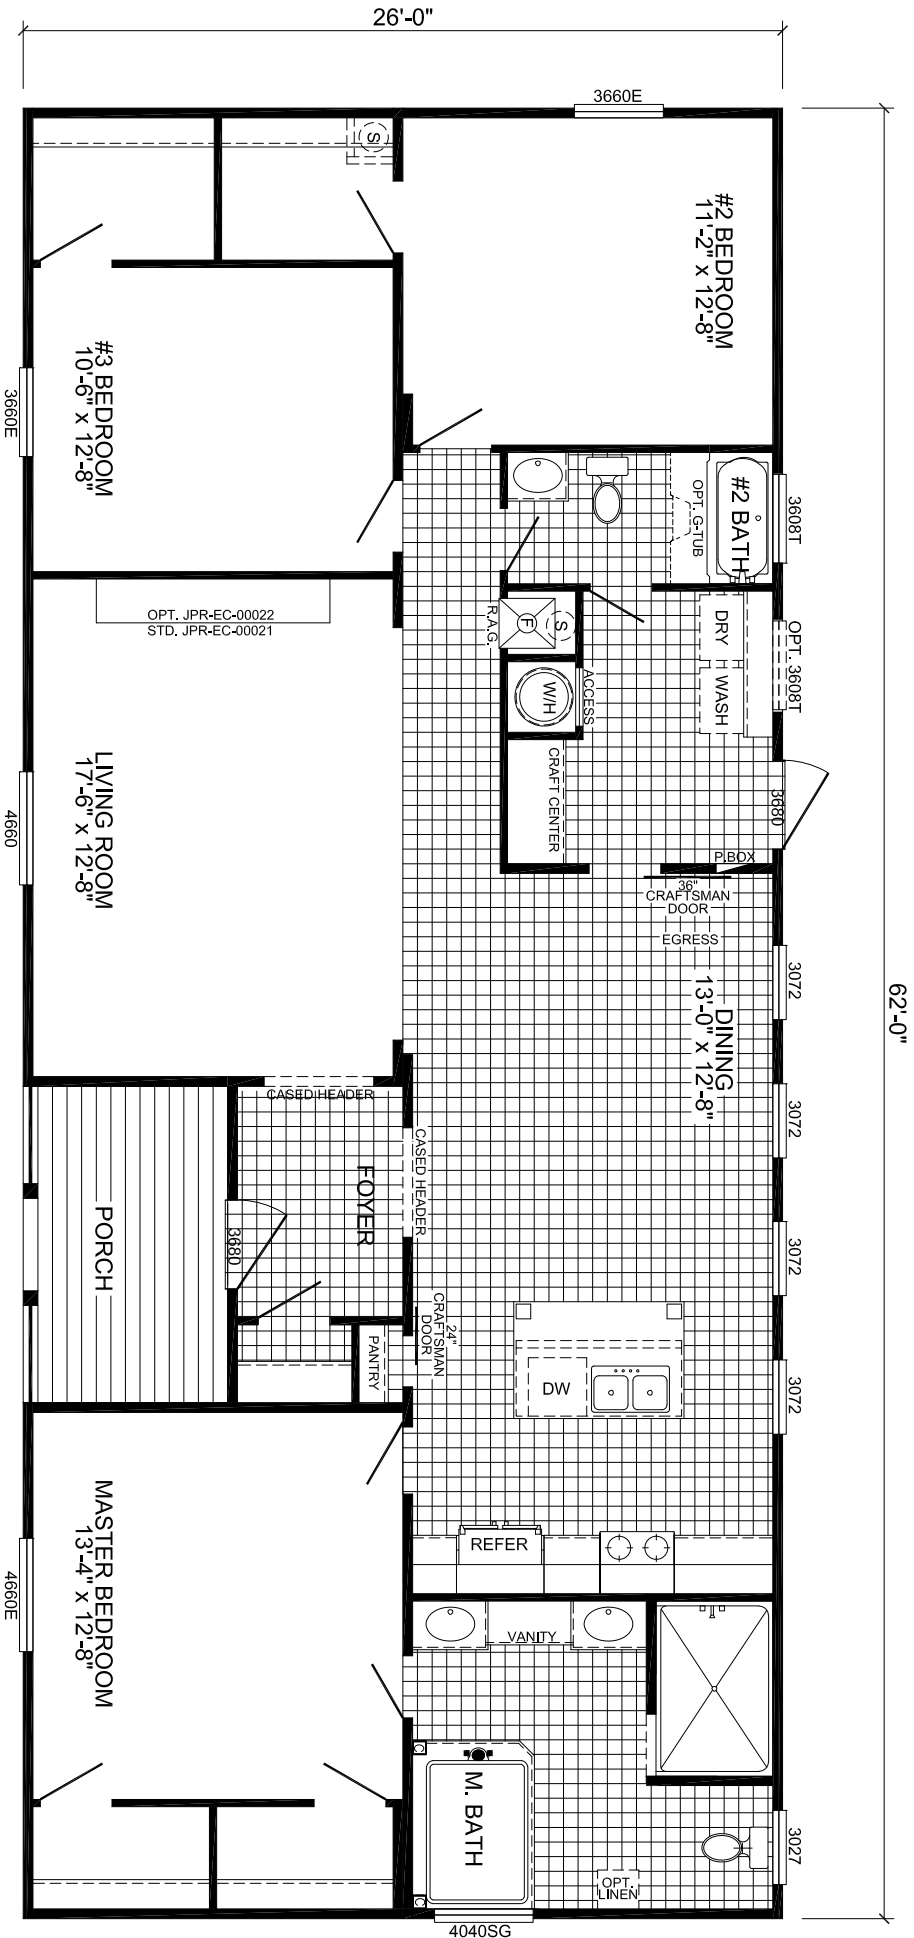 26'-0"
3660E
62'-0"
S
#2 BEDROOM
11'-2" x 12'-8"
#3 BEDROOM
10'-6" x 12'-8"
3660E
#2 BATH
OPT. G-TUB
3608T
OPT. 3608T
OPT. JPR-EC-00022
STD. JPR-EC-00021
R.A.G.
F
S
DRY
WASH
W/H
ACCESS
CRAFT CENTER
3680
P.BOX
36"
CRAFTSMAN
DOOR
EGRESS
LIVING ROOM
17'-6" x 12'-8"
4660
DINING
13'-0" x 12'-8"
3072
3072
3072
3072
CASED HEADER
CASED HEADER
FOYER
PORCH
3680
24"
CRAFTSMAN
DOOR
PANTRY
DW
REFER
MASTER BEDROOM
13'-4" x 12'-8"
4660E
VANITY
C
M. BATH
C
OPT.
LINEN
3027
4040SG